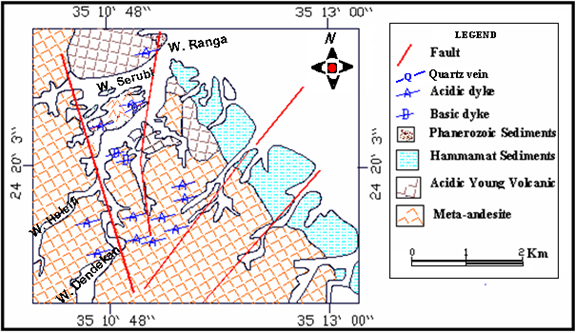 35 10 48"
35 13 00"
W. Ranga
N
W. Serubi
24 20 3"
24 20 3"
W. Dendekan
35 10 48"
35 13 00"
LEGEND
Fault
Quartz vein
Acidic dyke
Basic dyke
Phanerozoic Sediments
Hammamat Sediments
Acidic Young Volcanic
Meta-andesite
0 1 2 Km